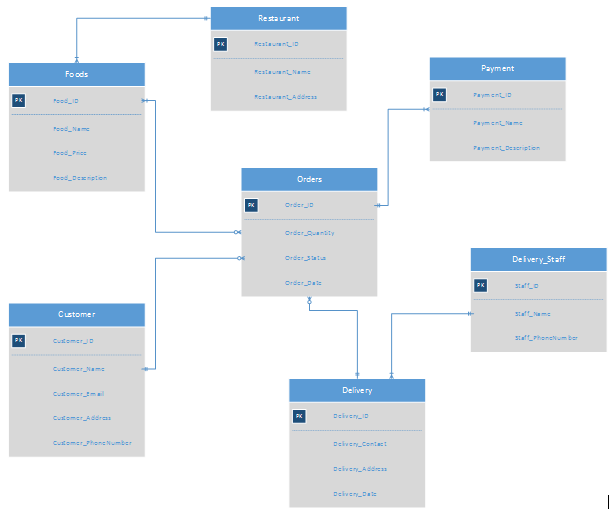 Restaurant
PK Restaurant_ID
Restaurant_Name
Restaurant_Address
Foods
PK Food_ID
Food_Name
Food_Price
Food_Description
Payment
PK Payment_ID
Payment_Name
Payment_Description
Orders
PK Order_ID
Order_Quantity
Order_Status
Order_Date
Delivery_Staff
PK Staff_ID
Staff_Name
Staff_PhoneNumber
Customer
PK Customer_ID
Customer_Name
Customer_Email
Customer_Address
Customer_PhoneNumber
Delivery
PK Delivery_ID
Delivery_Contact
Delivery_Address
Delivery_Date